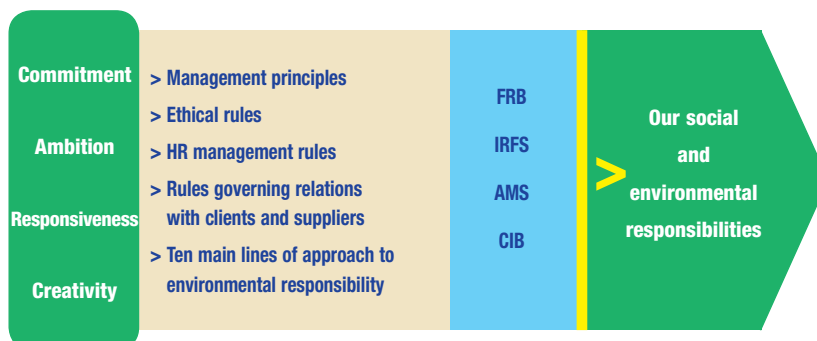 Commitment
Ambition
Responsiveness
Creativity
> Management principles
> Ethical rules
> HR management rules
> Rules governing relations
with clients and suppliers
> Ten main lines of approach to
environmental responsibility
FRB
IRFS
AMS
CIB
>
Our social
and
environmental
responsibilities